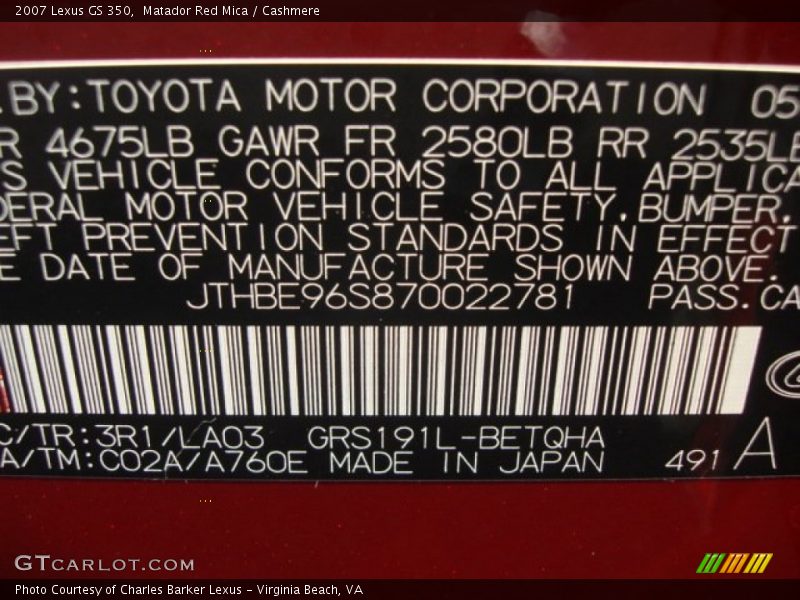 2007 Lexus GS 350,  Matador Red Mica / Cashmere
. BY: TOYOTA MOTOR CORPORATION 05
R 4675LB GAWR FR 2580LB RR 2535LB
S VEHICLE CONFORMS TO ALL APPLICA
DERAL MOTOR VEHICLE SAFETY, BUMPER,
EFT PREVENTION STANDARDS IN EFFECT
E DATE OF MANUFACTURE SHOWN ABOVE.
JTHBE96S870022781 PASS. CA
C/TR: 3R1/LA03 GRS191L-BETQHA
A/TM: C02A/A760E MADE IN JAPAN 491 A
GTCARLOT.COM
Photo Courtesy of Charles Barker Lexus - Virginia Beach, VA